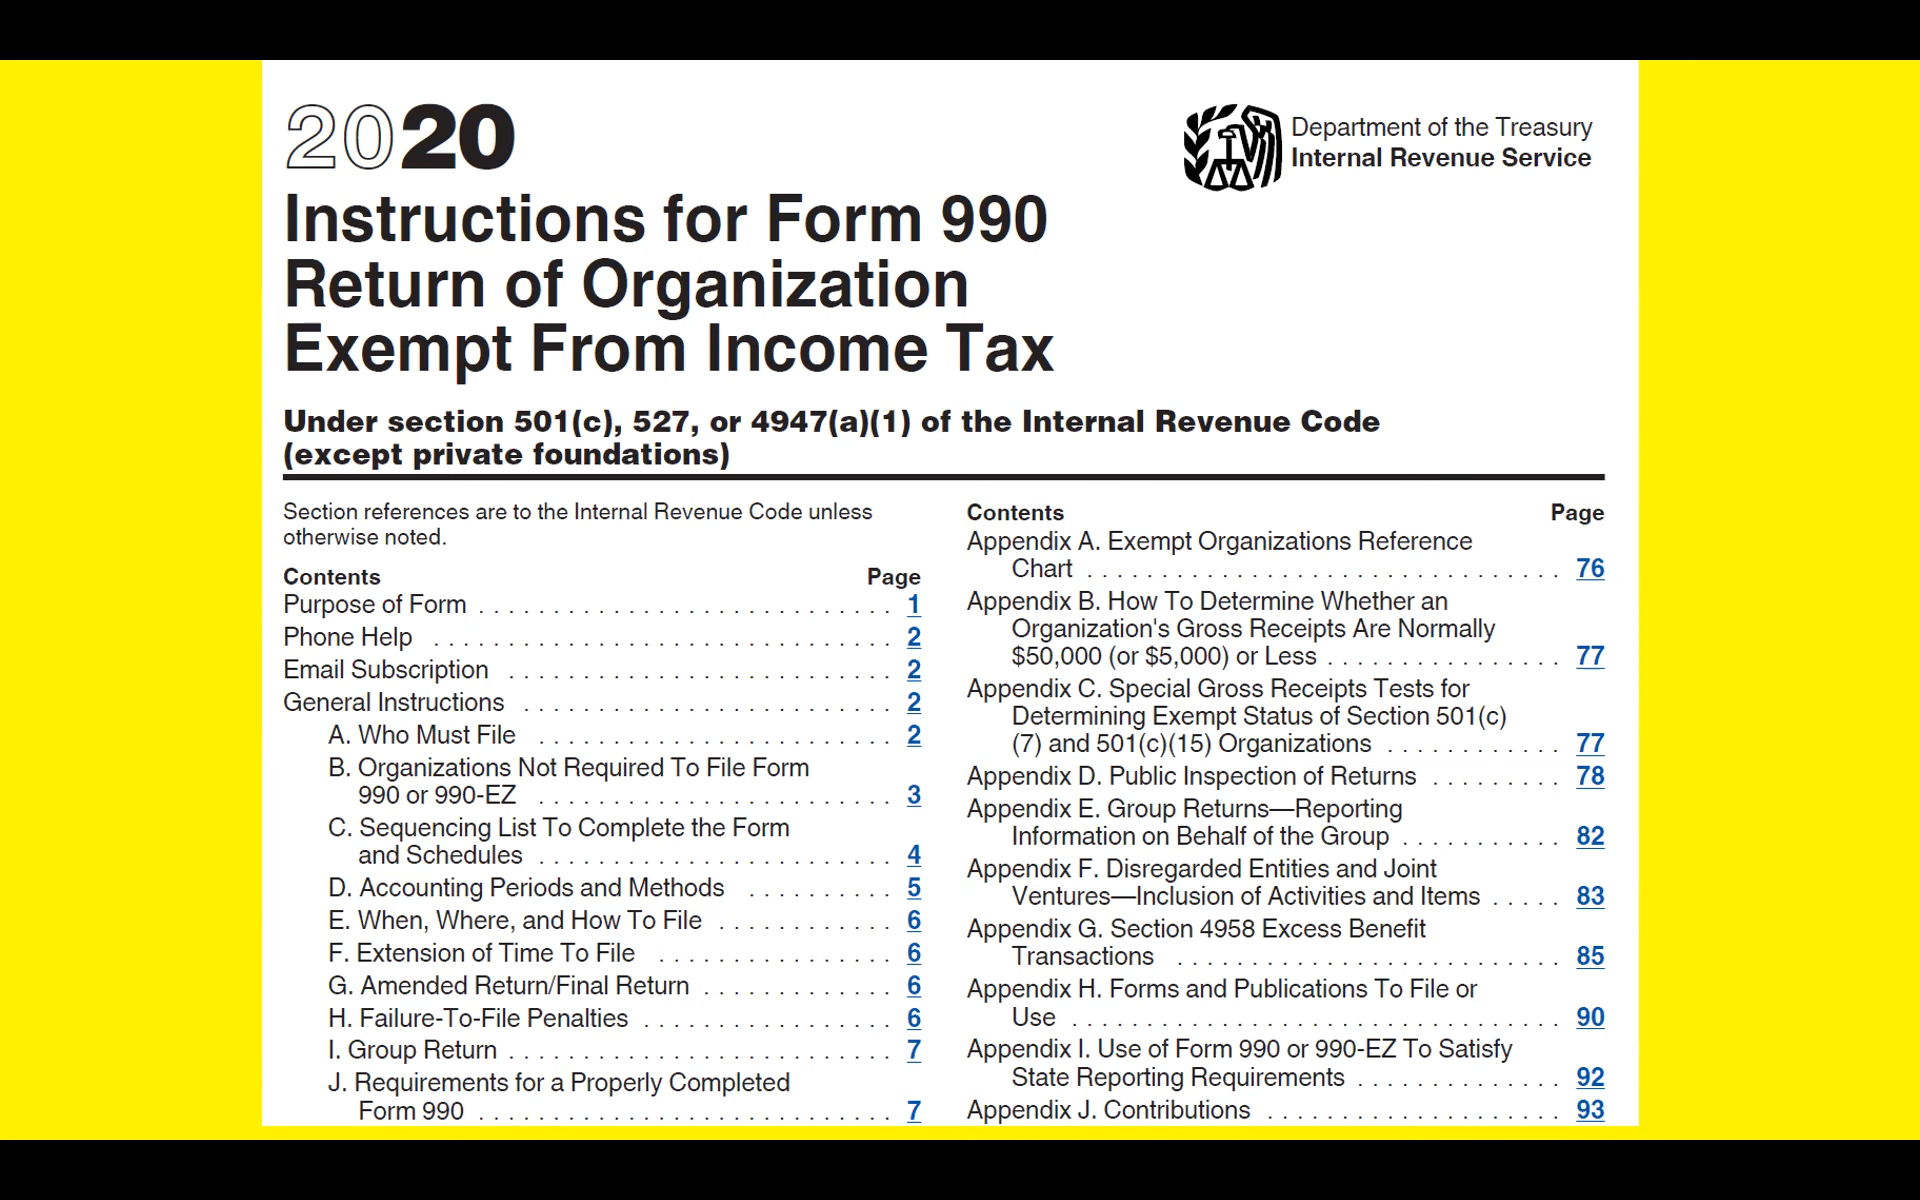 2020
Instructions for Form 990
Return of Organization
Exempt From Income Tax
Department of the Treasury
Internal Revenue Service
Under section 501(c), 527, or 4947(a)(1) of the Internal Revenue Code
(except private foundations)
Section references are to the Internal Revenue Code unless
otherwise noted.
Contents Page
Purpose of Form . . . . . . . . . . . . . . . . . . . . . . . . . . . . 1
Phone Help . . . . . . . . . . . . . . . . . . . . . . . . . . . . . . . 2
Email Subscription . . . . . . . . . . . . . . . . . . . . . . . . . . 2
General Instructions . . . . . . . . . . . . . . . . . . . . . . . . . 2
A. Who Must File . . . . . . . . . . . . . . . . . . . . . . . . 2
B. Organizations Not Required To File Form
990 or 990-EZ . . . . . . . . . . . . . . . . . . . . . . . . 3
C. Sequencing List To Complete the Form
and Schedules . . . . . . . . . . . . . . . . . . . . . . . . 4
D. Accounting Periods and Methods . . . . . . . . . . 5
E. When, Where, and How To File . . . . . . . . . . . . 6
F. Extension of Time To File . . . . . . . . . . . . . . . . 6
G. Amended Return/Final Return . . . . . . . . . . . . . 6
H. Failure-To-File Penalties . . . . . . . . . . . . . . . . . 6
I. Group Return . . . . . . . . . . . . . . . . . . . . . . . . . . 7
J. Requirements for a Properly Completed
Form 990 . . . . . . . . . . . . . . . . . . . . . . . . . . . . 7
Contents Page
Appendix A. Exempt Organizations Reference
Chart . . . . . . . . . . . . . . . . . . . . . . . . . . . . . . . . 76
Appendix B. How To Determine Whether an
Organization's Gross Receipts Are Normally
$50,000 (or $5,000) or Less . . . . . . . . . . . . . . . . 77
Appendix C. Special Gross Receipts Tests for
Determining Exempt Status of Section 501(c)
(7) and 501(c)(15) Organizations . . . . . . . . . . . . 77
Appendix D. Public Inspection of Returns . . . . . . . . . 78
Appendix E. Group Returns—Reporting
Information on Behalf of the Group . . . . . . . . . . . 82
Appendix F. Disregarded Entities and Joint
Ventures—Inclusion of Activities and Items . . . . . 83
Appendix G. Section 4958 Excess Benefit
Transactions . . . . . . . . . . . . . . . . . . . . . . . . . . 85
Appendix H. Forms and Publications To File or
Use . . . . . . . . . . . . . . . . . . . . . . . . . . . . . . . . . 90
Appendix I. Use of Form 990 or 990-EZ To Satisfy
State Reporting Requirements . . . . . . . . . . . . . . 92
Appendix J. Contributions . . . . . . . . . . . . . . . . . . . . 93